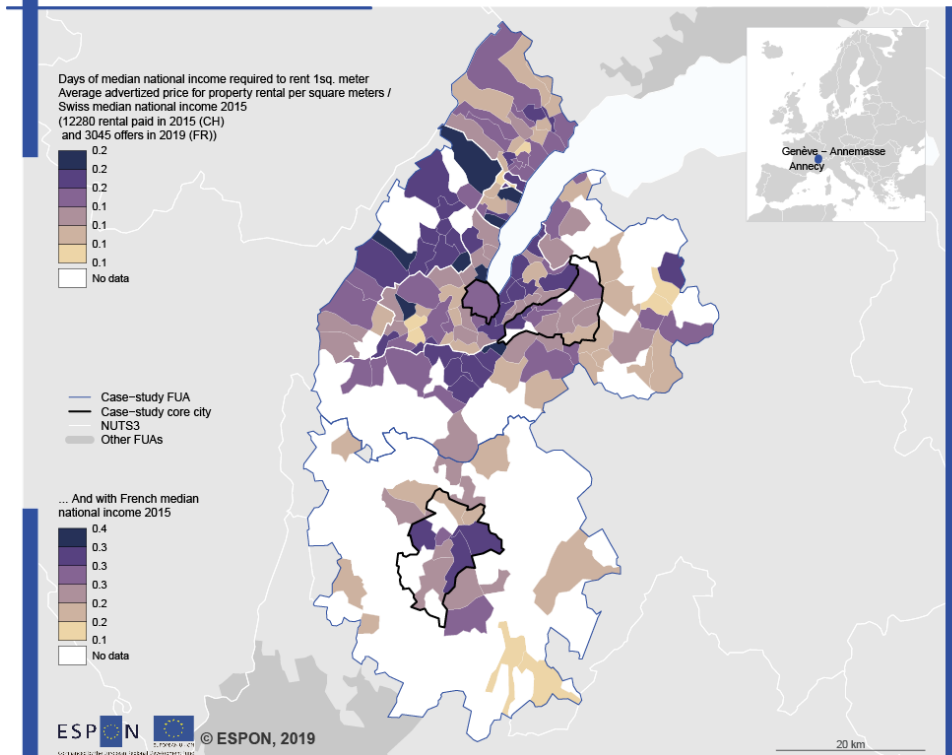 Days of median national income required to rent 1sq. meter
Average advertized price for property rental per square meters /
Swiss median national income 2015
(12280 rental paid in 2015 (CH)
and 3045 offers in 2019 (FR))
0.2
0.2
0.2
0.1
0.1
0.1
0.1
No data
Genève – Annemasse
Annecy
Case−study FUA
Case−study core city
NUTS3
Other FUAs
... And with French median
national income 2015
0.4
0.3
0.3
0.3
0.2
0.2
0.1
No data
ESPON
© ESPON, 2019
20 km